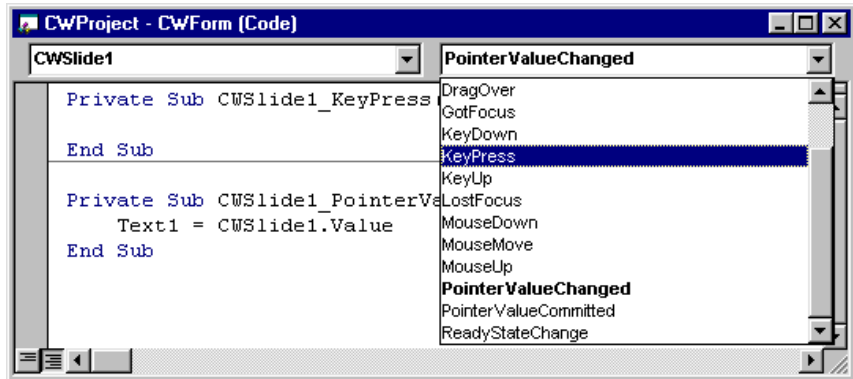 CWProject - CWForm (Code)
CWSlide1
PointerValueChanged
Private Sub CWSlide1_KeyPress
End Sub
Private Sub CWSlide1_PointerVa
Text1 = CWSlide1.Value
End Sub
DragOver
GotFocus
KeyDown
KeyPress
KeyUp
LostFocus
MouseDown
MouseMove
MouseUp
PointerValueChanged
PointerValueCommitted
ReadyStateChange